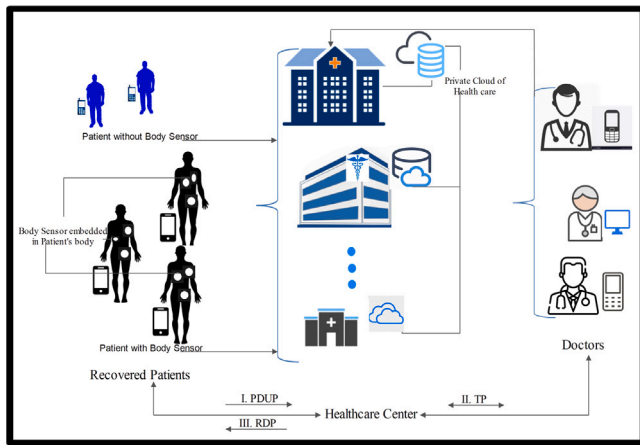 Private Cloud of
Health care
Patient without Body Sensor
Body Sensor embedded
in Patient's body
Patient with Body Sensor
Recovered Patients
Doctors
I. PDUP
II. TP
Healthcare Center
III. RDP